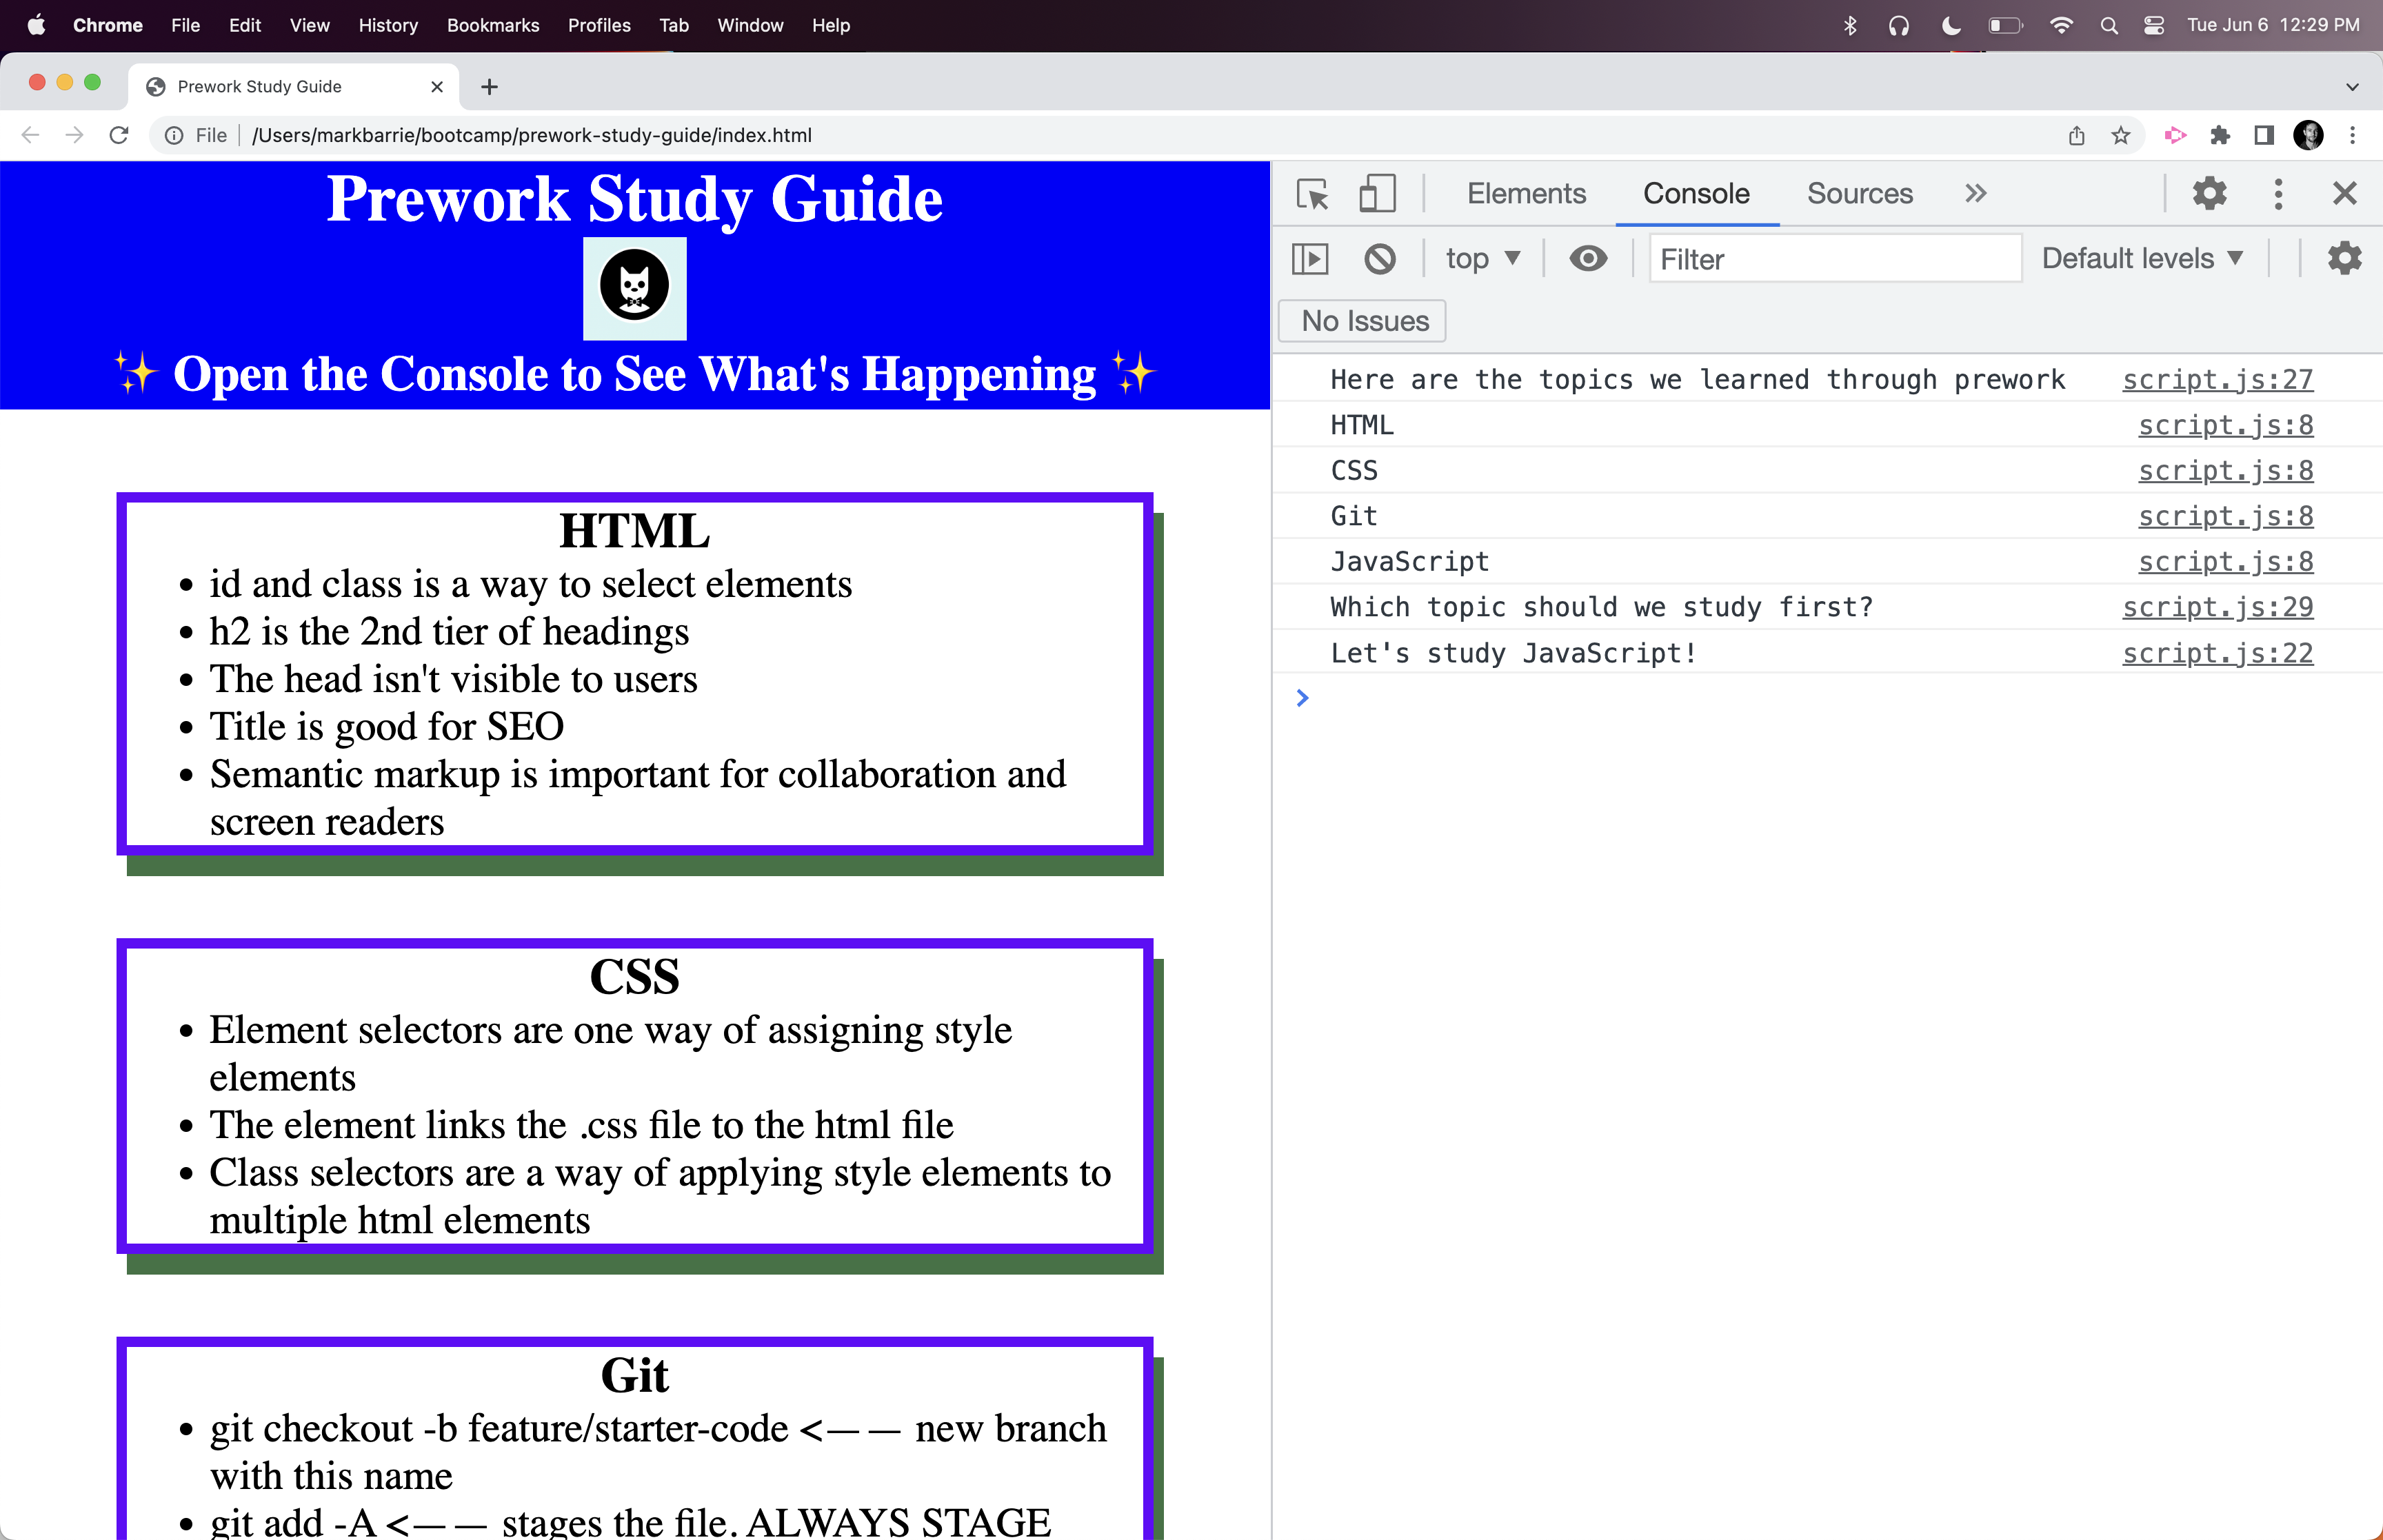 Chrome File Edit View History Bookmarks Profiles Tab Window Help Tue Jun 6 12:29 PM
Prework Study Guide
File /Users/markbarrie/bootcamp/prework-study-guide/index.html
Prework Study Guide
✨ Open the Console to See What's Happening ✨
HTML
• id and class is a way to select elements
• h2 is the 2nd tier of headings
• The head isn't visible to users
• Title is good for SEO
• Semantic markup is important for collaboration and
screen readers
CSS
• Element selectors are one way of assigning style
elements
• The element links the .css file to the html file
• Class selectors are a way of applying style elements to
multiple html elements
Git
• git checkout -b feature/starter-code <—— new branch
with this name
• git add -A <—— stages the file. ALWAYS STAGE
Elements Console Sources
top Filter Default levels
No Issues
Here are the topics we learned through prework script.js:27
HTML script.js:8
CSS script.js:8
Git script.js:8
JavaScript script.js:8
Which topic should we study first? script.js:29
Let's study JavaScript! script.js:22